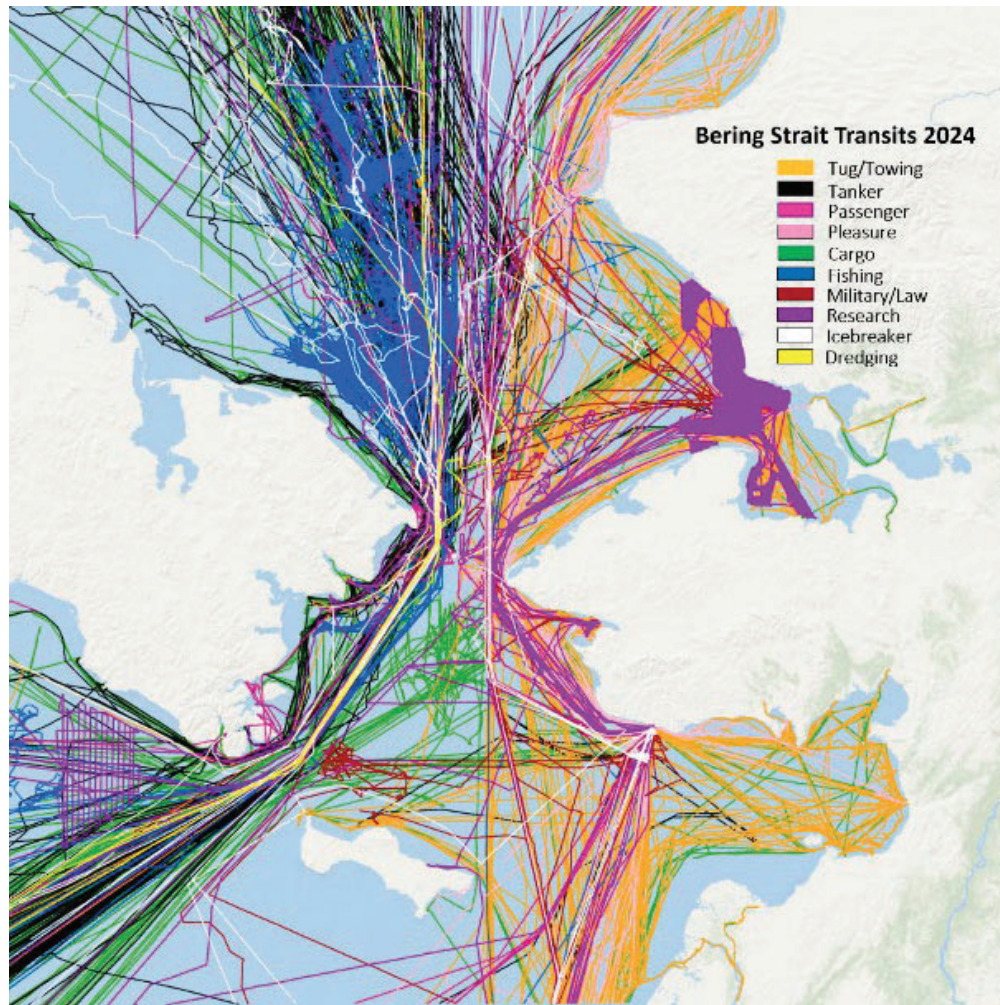 Bering Strait Transits 2024
Tug/Towing
Tanker
Passenger
Pleasure
Cargo
Fishing
Military/Law
Research
Icebreaker
Dredging